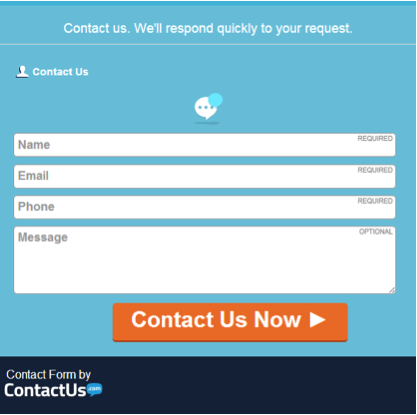 Contact us. We'll respond quickly to your request.
Contact Us
Name REQUIRED
Email REQUIRED
Phone REQUIRED
Message OPTIONAL
Contact Us Now ►
Contact Form by
ContactUs.com